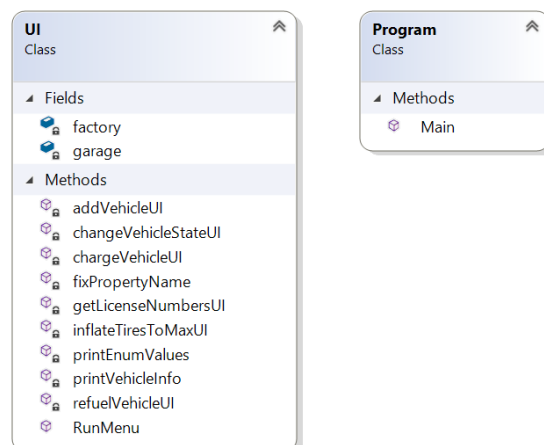 UI
Class
Fields
factory
garage
Methods
addVehicleUI
changeVehicleStateUI
chargeVehicleUI
fixPropertyName
getLicenseNumbersUI
inflateTiresToMaxUI
printEnumValues
printVehicleInfo
refuelVehicleUI
RunMenu
Program
Class
Methods
Main